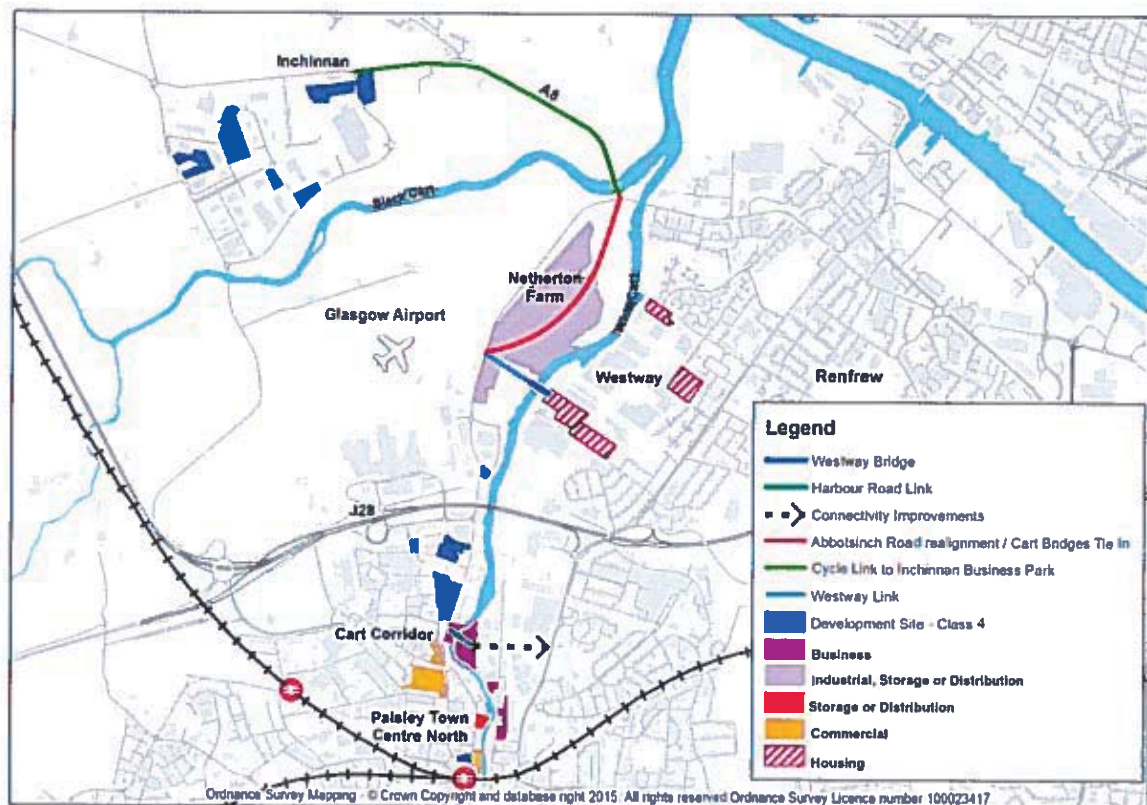 Inchinnan
A8
Black Cart
Netherton
Farm
Glasgow Airport
White Cart
Westway
Renfrew
J28
Cart Corridor
Paisley Town
Centre North
Legend
Westway Bridge
Harbour Road Link
Connectivity Improvements
Abbotsinch Road realignment / Cart Bridges Tie In
Cycle Link to Inchinnan Business Park
Westway Link
Development Site - Class 4
Business
Industrial, Storage or Distribution
Storage or Distribution
Commercial
Housing
Ordnance Survey Mapping - © Crown Copyright and database right 2015. All rights reserved Ordnance Survey Licence number 100023417